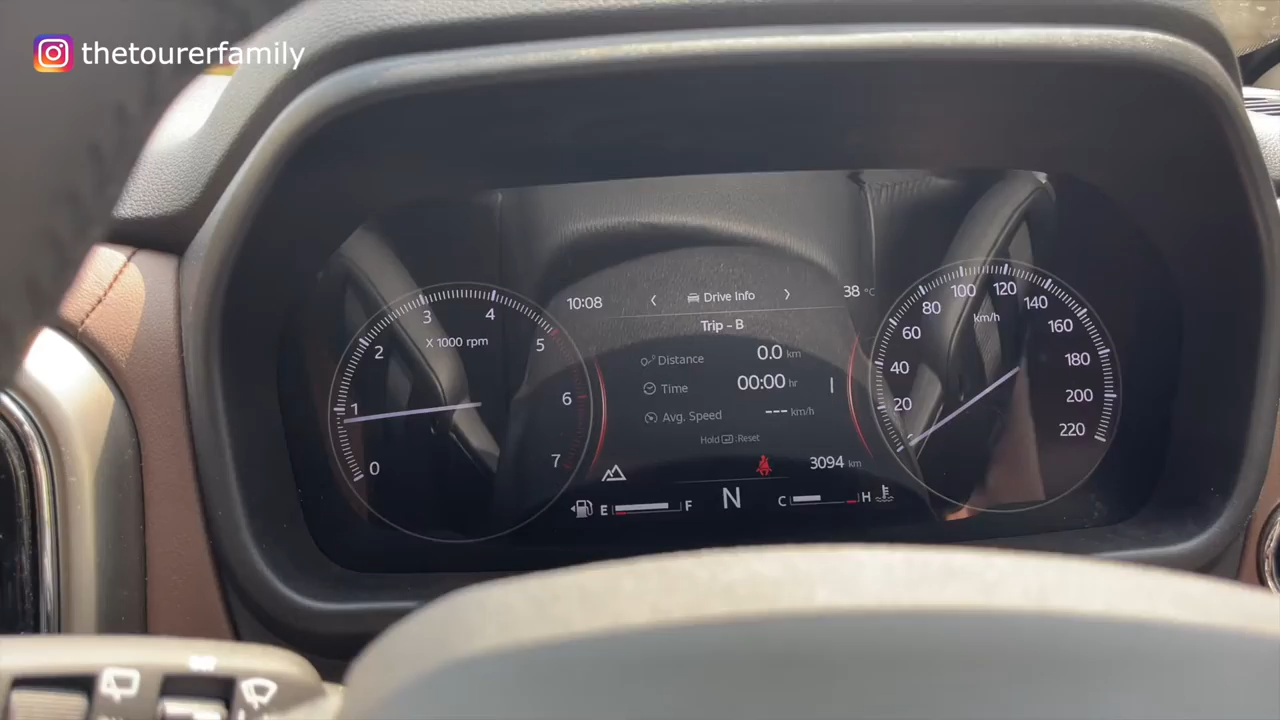 thetourerfamily
10:08
< Drive Info >
38 °C
Trip - B
Distance 0.0 km
Time 00:00 hr
Avg. Speed --- km/h
Hold :Reset
3094 km
E F
N
C H
0 1 2 3 4 5 6 7
X 1000 rpm
20 40 60 80 100 120 140 160 180 200 220
km/h